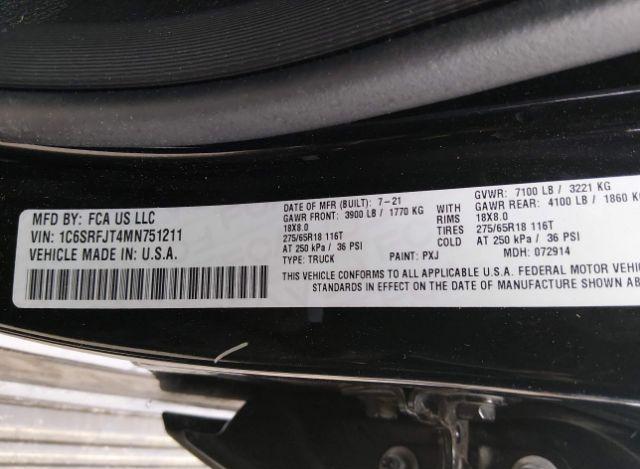 MFD BY: FCA US LLC
VIN: 1C6SRFJT4MN751211
VEHICLE MADE IN: U.S.A.
DATE OF MFR (BUILT): 7-21
GAWR FRONT: 3900 LB / 1770 KG
18X8.0
275/65R18 116T
AT 250 kPa / 36 PSI
TYPE: TRUCK PAINT: PXJ
WITH
RIMS
TIRES
COLD
GVWR: 7100 LB / 3221 KG
GAWR REAR: 4100 LB / 1860 KG
18X8.0
275/65R18 116T
AT 250 kPa / 36 PSI
MDH: 072914
THIS VEHICLE CONFORMS TO ALL APPLICABLE U.S.A. FEDERAL MOTOR
STANDARDS IN EFFECT ON THE DATE OF MANUFACTURE SHOWN